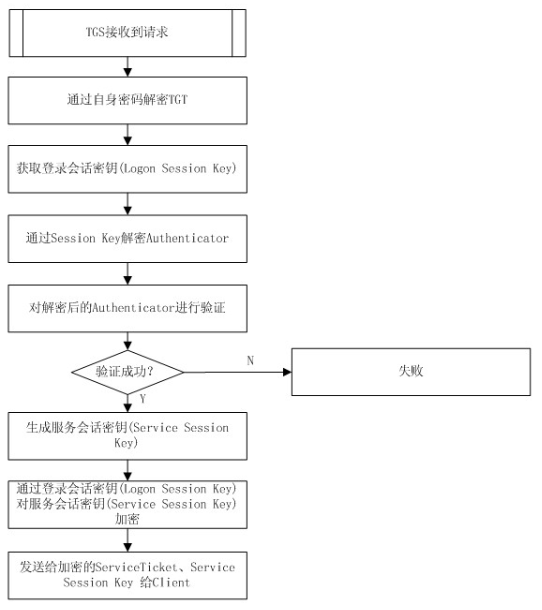 TGS接收到请求
通过自身密码解密TGT
获取登录会话密钥(Logon Session Key)
通过Session Key解密Authenticator
对解密后的Authenticator进行验证
验证成功？
N
失败
Y
生成服务会话密钥(Service Session
Key)
通过登录会话密钥(Logon Session Key)
对服务会话密钥(Service Session Key)
加密
发送给加密的ServiceTicket、Service
Session Key 给Client